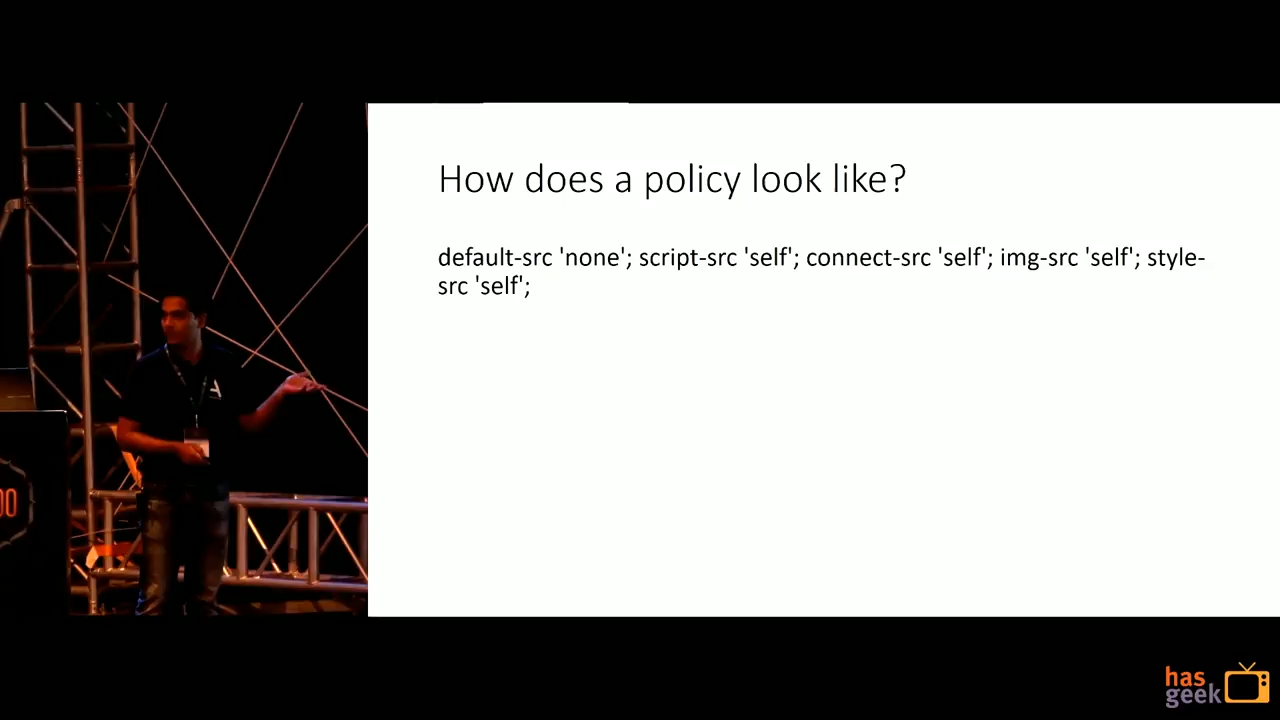 How does a policy look like?
default-src 'none'; script-src 'self'; connect-src 'self'; img-src 'self'; style-
src 'self';
A
00
has
geek